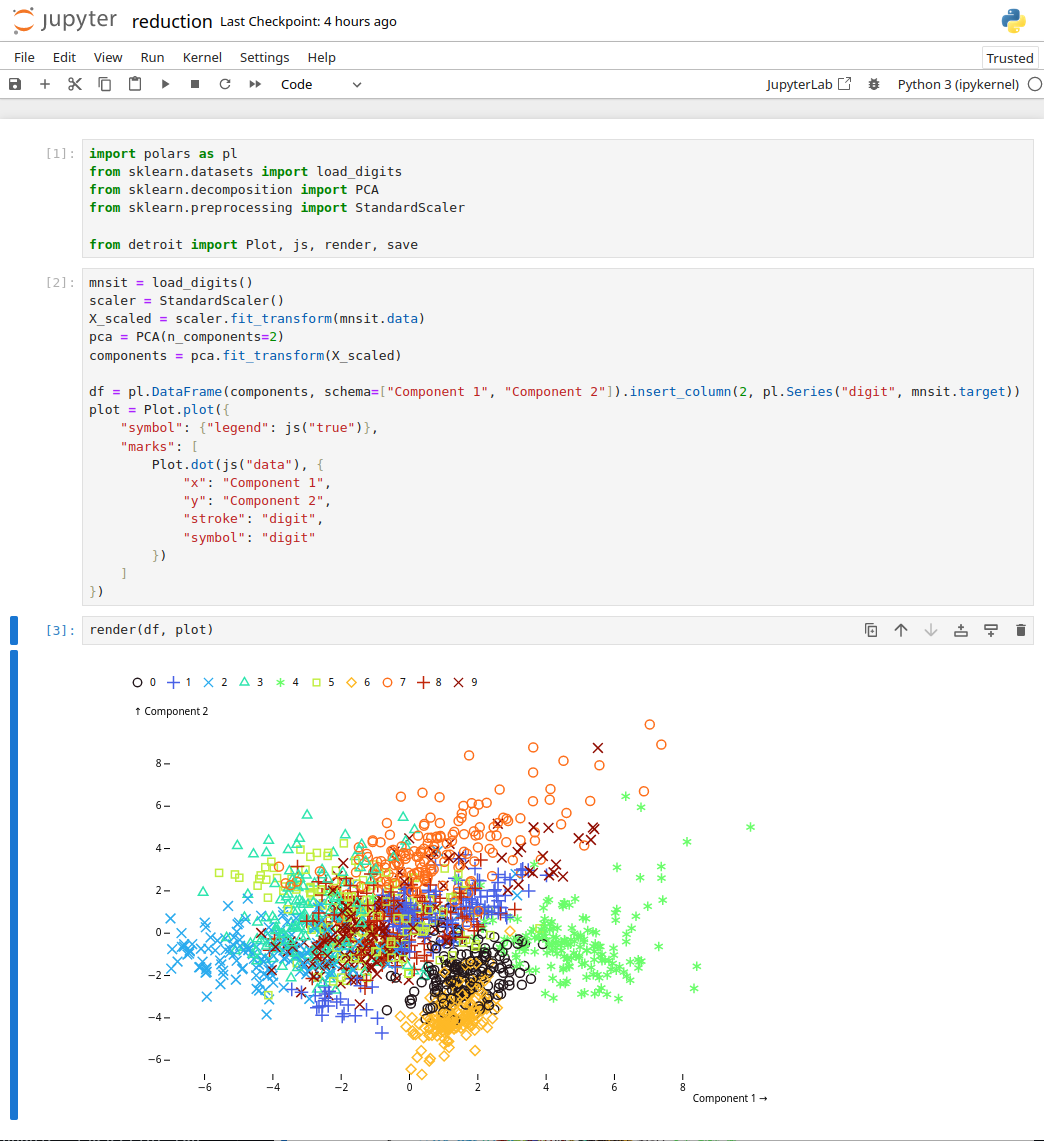 jupyter reduction Last Checkpoint: 4 hours ago
File Edit View Run Kernel Settings Help Trusted
Code JupyterLab Python 3 (ipykernel)
[1]: import polars as pl
from sklearn.datasets import load_digits
from sklearn.decomposition import PCA
from sklearn.preprocessing import StandardScaler
from detroit import Plot, js, render, save
[2]: mnsit = load_digits()
scaler = StandardScaler()
X_scaled = scaler.fit_transform(mnsit.data)
pca = PCA(n_components=2)
components = pca.fit_transform(X_scaled)
df = pl.DataFrame(components, schema=["Component 1", "Component 2"]).insert_column(2, pl.Series("digit", mnsit.target))
plot = Plot.plot({
    "symbol": {"legend": js("true")},
    "marks": [
        Plot.dot(js("data"), {
            "x": "Component 1",
            "y": "Component 2",
            "stroke": "digit",
            "symbol": "digit"
        })
    ]
})
[3]: render(df, plot)
0 1 2 3 4 5 6 7 8 9
↑ Component 2
8
6
4
2
0
−2
−4
−6
−6 −4 −2 0 2 4 6 8
Component 1 →